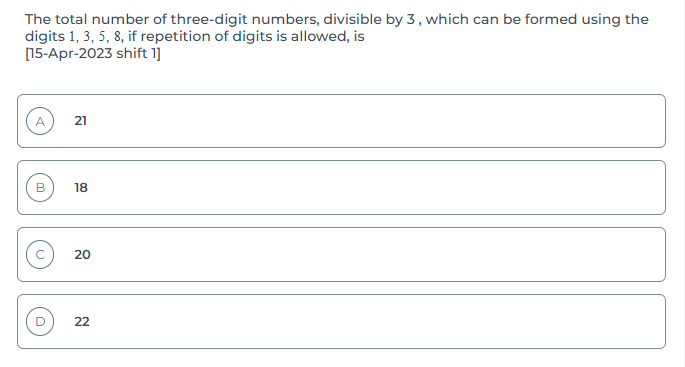 The total number of three-digit numbers, divisible by 3 , which can be formed using the
digits 1, 3, 5, 8, if repetition of digits is allowed, is
[15-Apr-2023 shift 1]
A 21
B 18
C 20
D 22